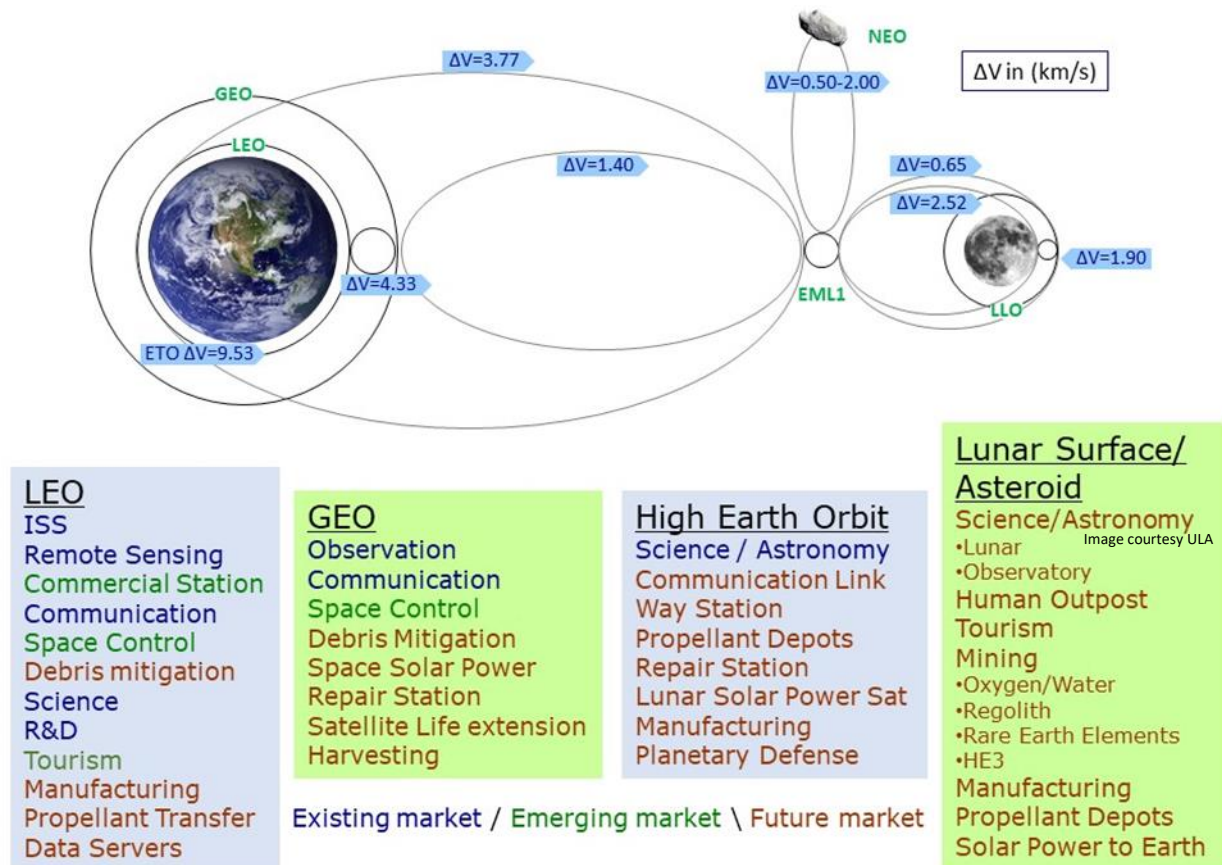 NEO
ΔV=3.77
ΔV in (km/s)
ΔV=0.50-2.00
GEO
LEO
ΔV=1.40
ΔV=0.65
ΔV=2.52
ΔV=1.90
ΔV=4.33
EML1
LLO
ETO ΔV=9.53
LEO
ISS
Remote Sensing
Commercial Station
Communication
Space Control
Debris mitigation
Science
R&D
Tourism
Manufacturing
Propellant Transfer
Data Servers
GEO
Observation
Communication
Space Control
Debris Mitigation
Space Solar Power
Repair Station
Satellite Life extension
Harvesting
High Earth Orbit
Science / Astronomy
Communication Link
Way Station
Propellant Depots
Repair Station
Lunar Solar Power Sat
Manufacturing
Planetary Defense
Lunar Surface/
Asteroid
Science/Astronomy
Image courtesy ULA
•Lunar
•Observatory
Human Outpost
Tourism
Mining
•Oxygen/Water
•Regolith
•Rare Earth Elements
•HE3
Manufacturing
Propellant Depots
Solar Power to Earth
Existing market / Emerging market \ Future market